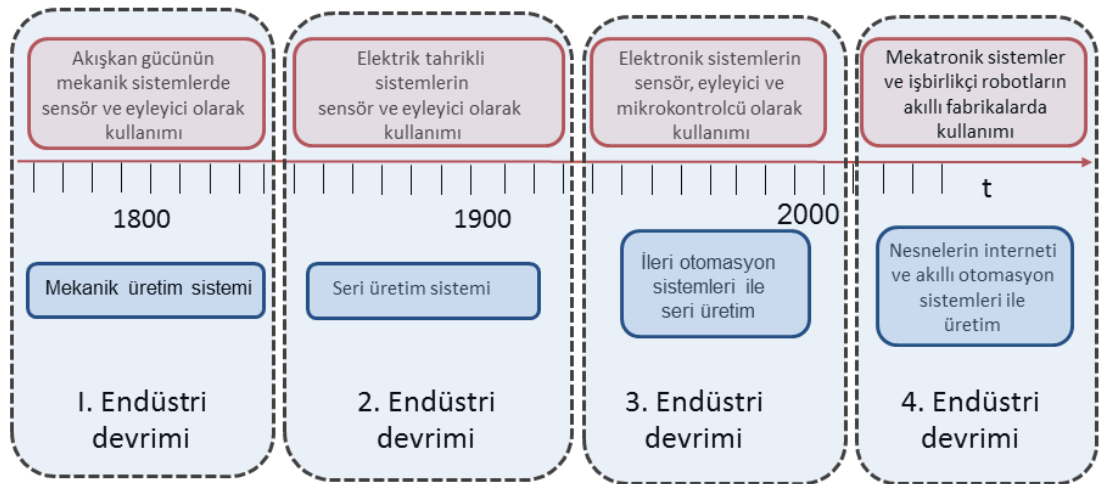 Akışkan gücünün
mekanik sistemlerde
sensör ve eyleyici olarak
kullanımı
Elektrik tahrikli
sistemlerin
sensör ve eyleyici olarak
kullanımı
Elektronik sistemlerin
sensör, eyleyici ve
mikrokontrolcü olarak
kullanımı
Mekatronik sistemler
ve işbirlikçi robotların
akıllı fabrikalarda
kullanımı
1800
1900
2000
t
Mekanik üretim sistemi
Seri üretim sistemi
İleri otomasyon
sistemleri ile
seri üretim
Nesnelerin interneti
ve akıllı otomasyon
sistemleri ile
üretim
I. Endüstri
devrimi
2. Endüstri
devrimi
3. Endüstri
devrimi
4. Endüstri
devrimi